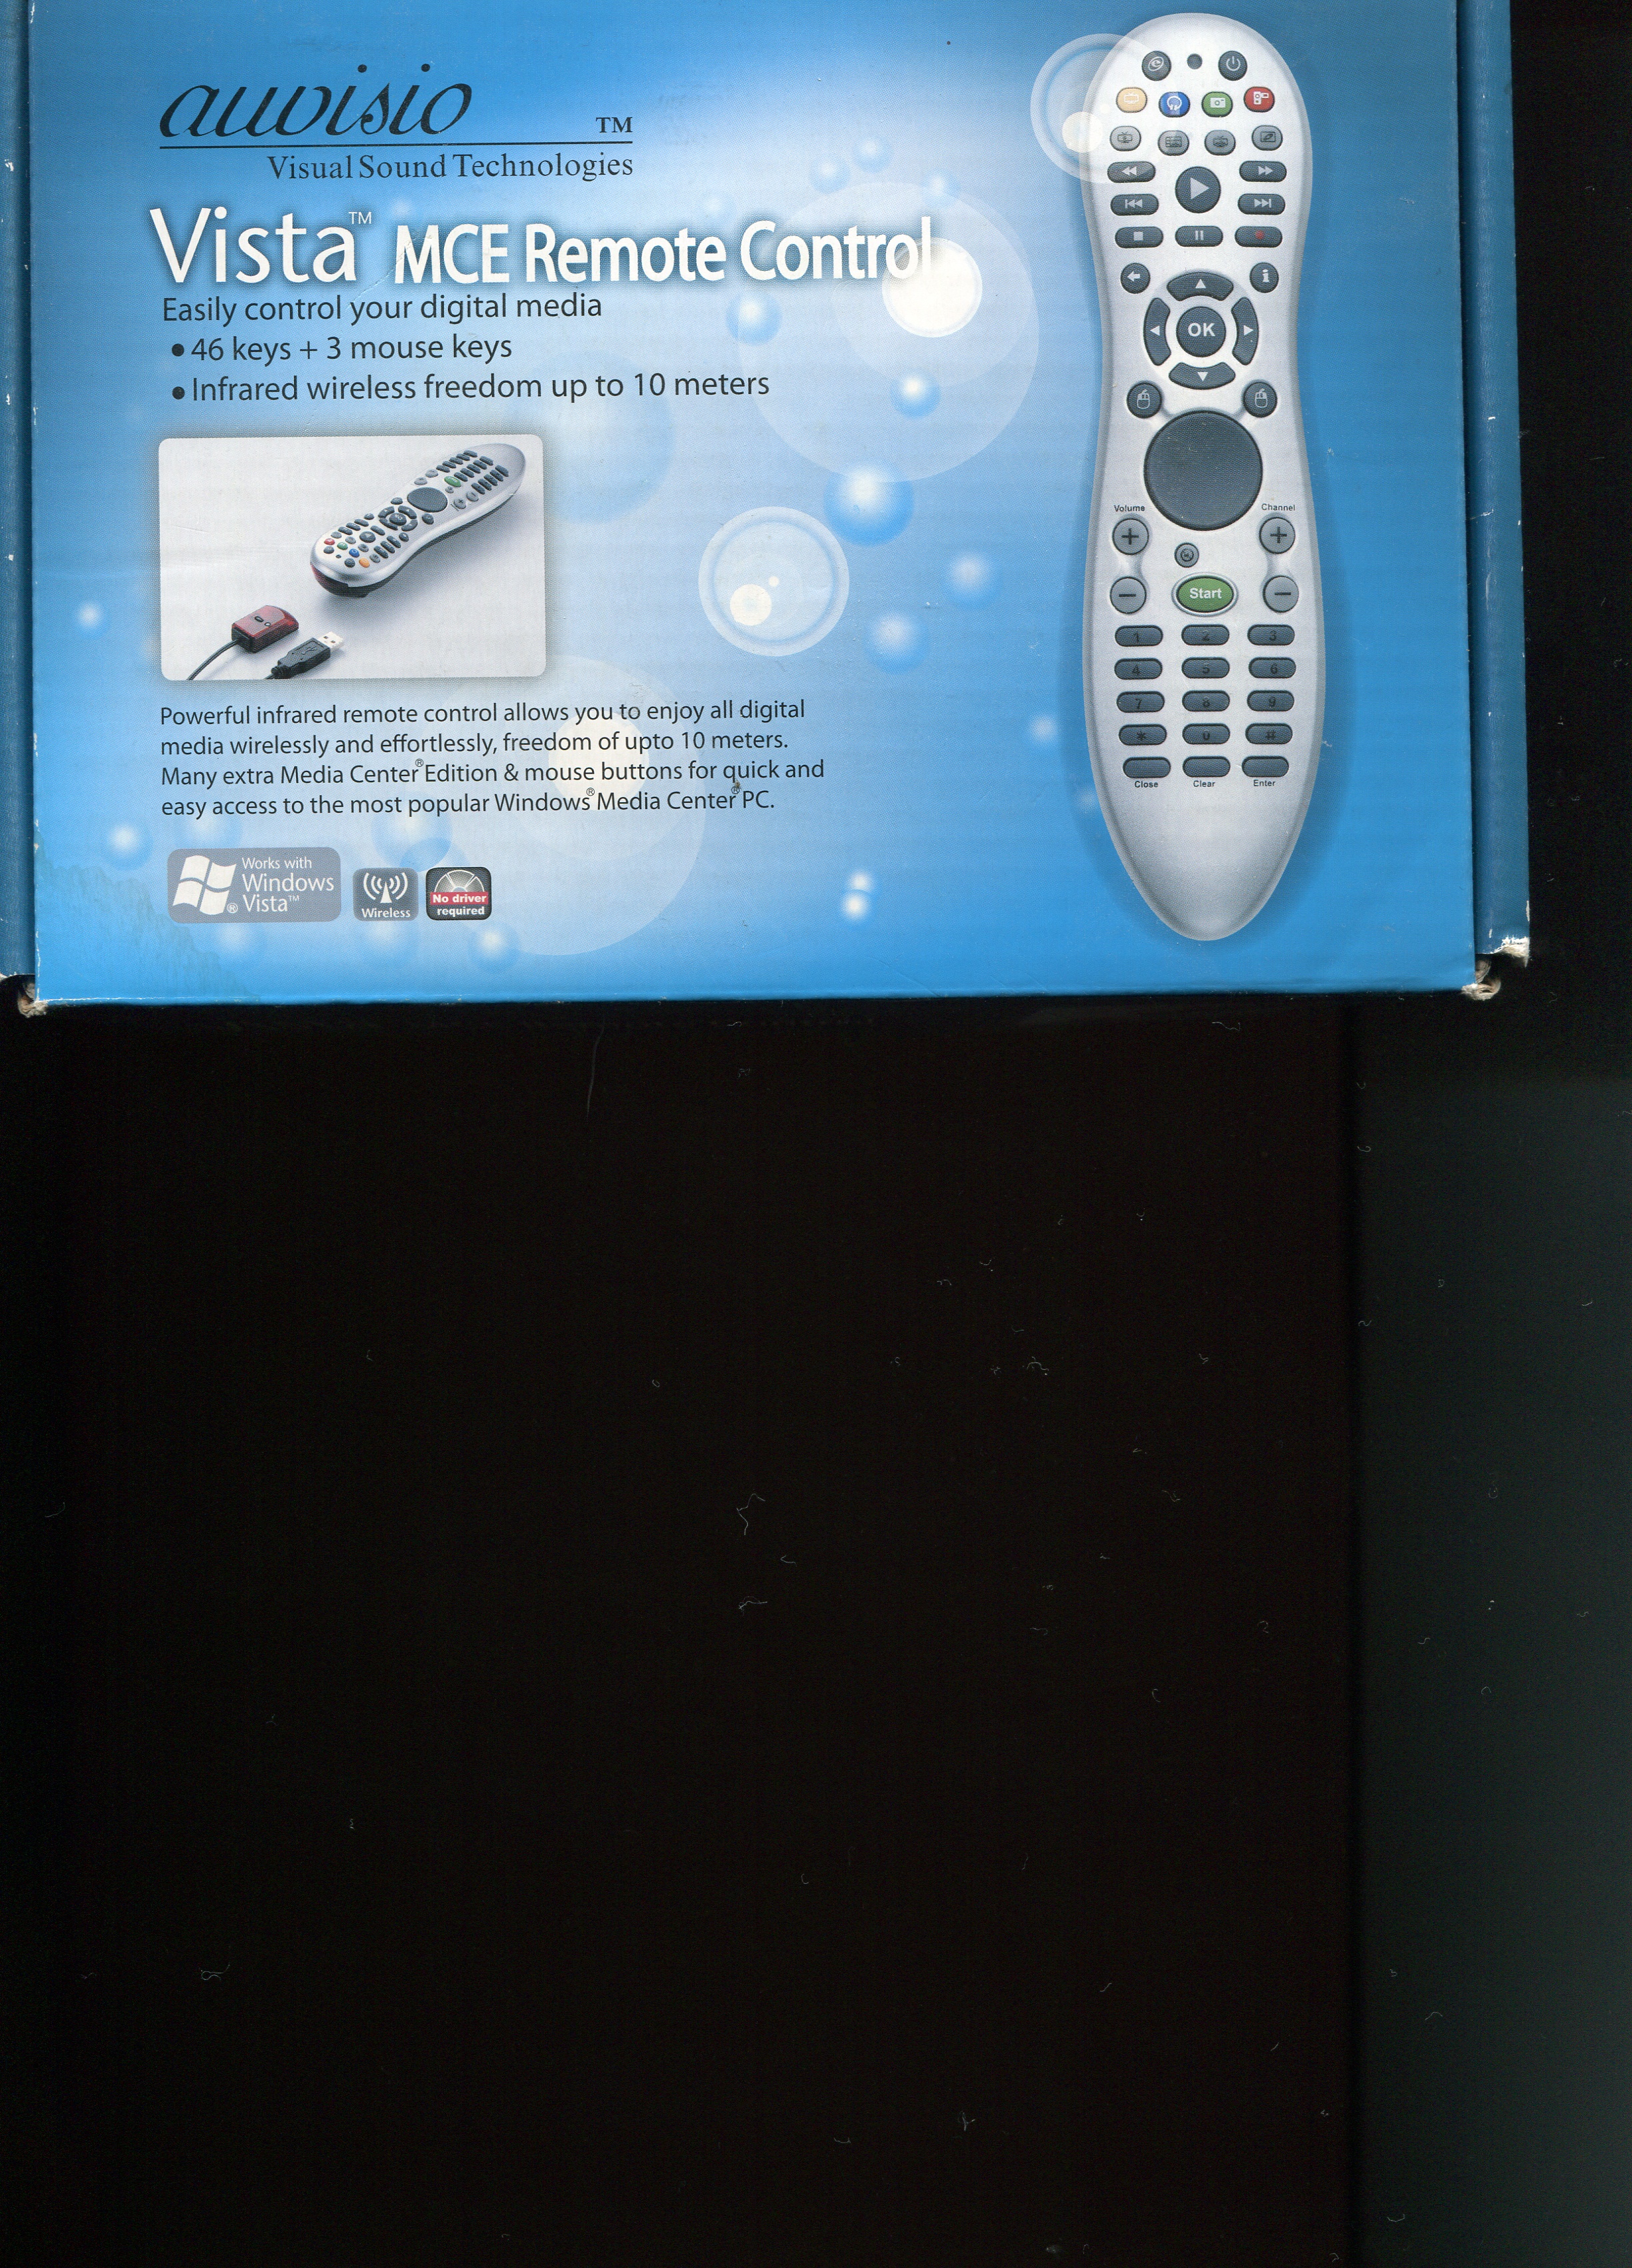 auvisio TM
Visual Sound Technologies
Vista™ MCE Remote Control
Easily control your digital media
• 46 keys + 3 mouse keys
• Infrared wireless freedom up to 10 meters
Powerful infrared remote control allows you to enjoy all digital
media wirelessly and effortlessly, freedom of upto 10 meters.
Many extra Media Center® Edition & mouse buttons for quick and
easy access to the most popular Windows® Media Center® PC.
Works with
Windows
® Vista™
Wireless
No driver
required
OK
Volume Channel
+ +
− Start −
1 2 3
4 5 6
7 8 9
* 0 #
Close Clear Enter